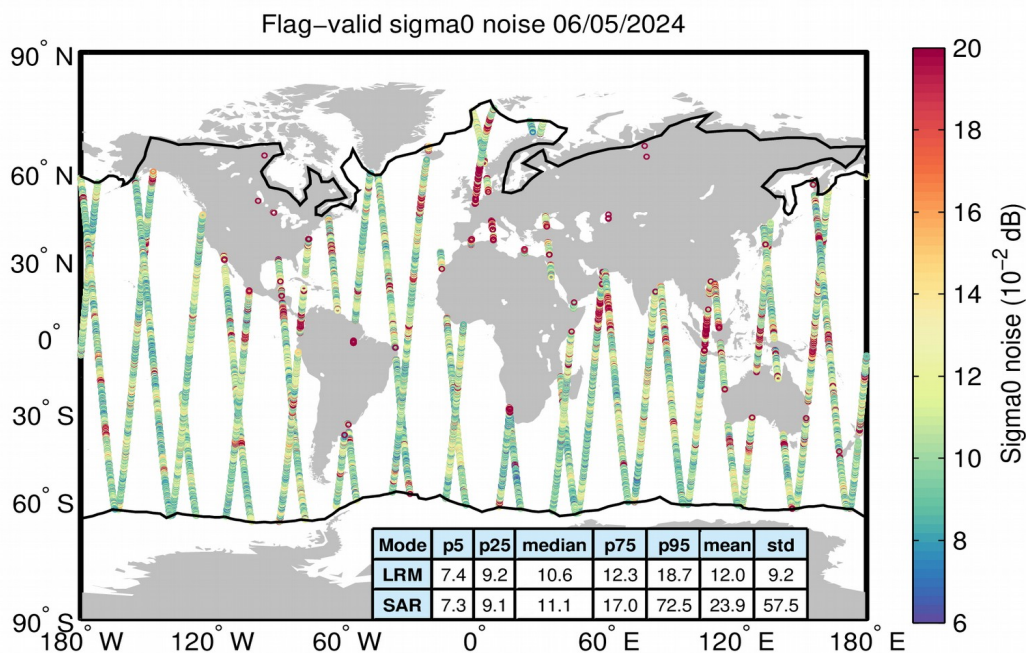 Flag−valid sigma0 noise 06/05/2024
90° N
60° N
30° N
0°
30° S
60° S
90° S
180° W
120° W
60° W
0°
60° E
120° E
180° E
Mode p5 p25 median p75 p95 mean std
LRM 7.4 9.2 10.6 12.3 18.7 12.0 9.2
SAR 7.3 9.1 11.1 17.0 72.5 23.9 57.5
20
18
16
14
12
10
8
6
Sigma0 noise (10⁻² dB)